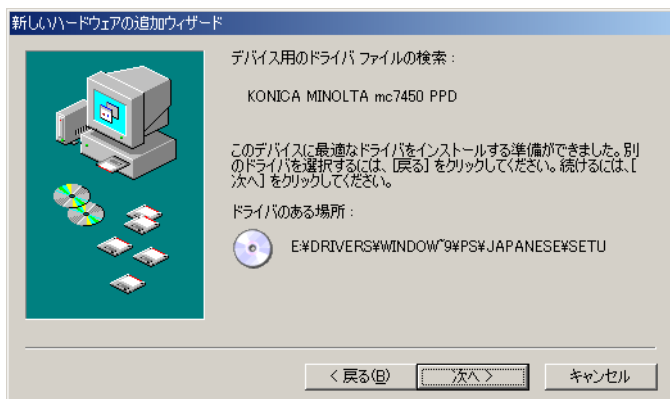 新しいハードウェアの追加ウィザード
デバイス用のドライバ ファイルの検索：
KONICA MINOLTA mc7450 PPD
このデバイスに最適なドライバをインストールする準備ができました。別
のドライバを選択するには、[戻る] をクリックしてください。続けるには、[
次へ] をクリックしてください。
ドライバのある場所：
E:¥DRIVERS¥WINDOW~9¥PS¥JAPANESE¥SETU
< 戻る(B)
次へ >
キャンセル